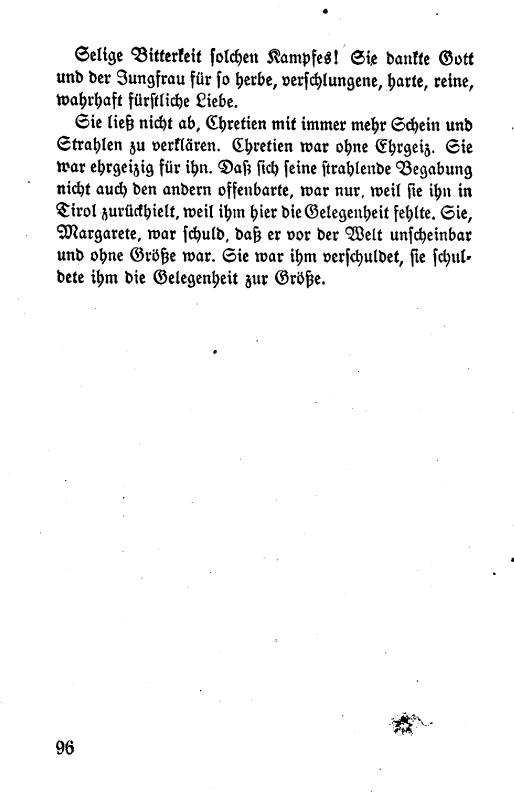 Selige Bitterkeit solchen Kampfes! Sie dankte Gott
und der Jungfrau für so herbe, verschlungene, harte, reine,
wahrhaft fürstliche Liebe.
Sie ließ nicht ab, Chretien mit immer mehr Schein und
Strahlen zu verklären. Chretien war ohne Ehrgeiz. Sie
war ehrgeizig für ihn. Daß sich seine strahlende Begabung
nicht auch den andern offenbarte, war nur, weil sie ihn in
Tirol zurückhielt, weil ihm hier die Gelegenheit fehlte. Sie,
Margarete, war schuld, daß er vor der Welt unscheinbar
und ohne Größe war. Sie war ihm verschuldet, sie schul-
dete ihm die Gelegenheit zur Größe.
96